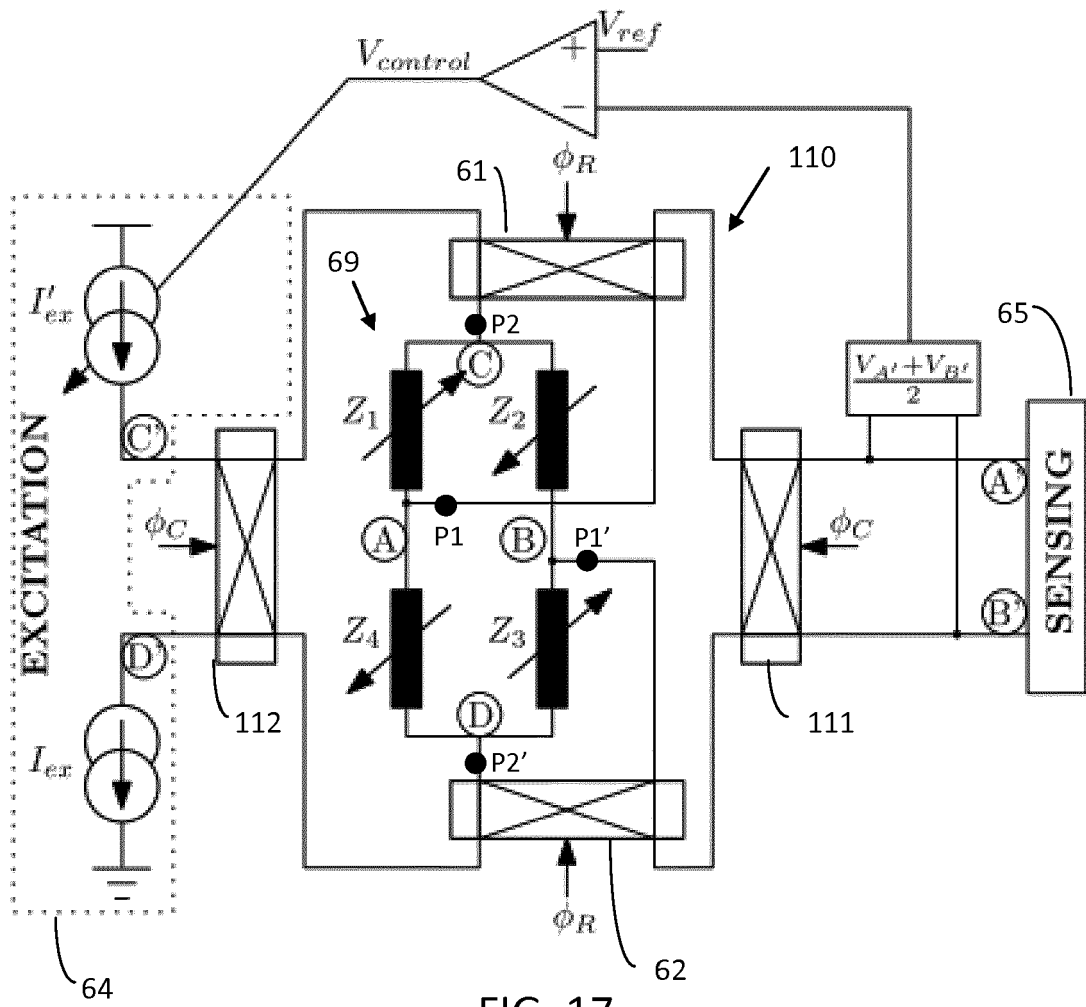 V_ref
V_control
ϕ_R
61
110
69
65
I'_ex
P2
C
V_A'+V_B'
2
Z_1
Z_2
C'
A'
EXCITATION
ϕ_C
A
P1
B
P1'
ϕ_C
SENSING
B'
D'
Z_4
Z_3
112
111
D
I_ex
P2'
ϕ_R
64
62
FIG. 17